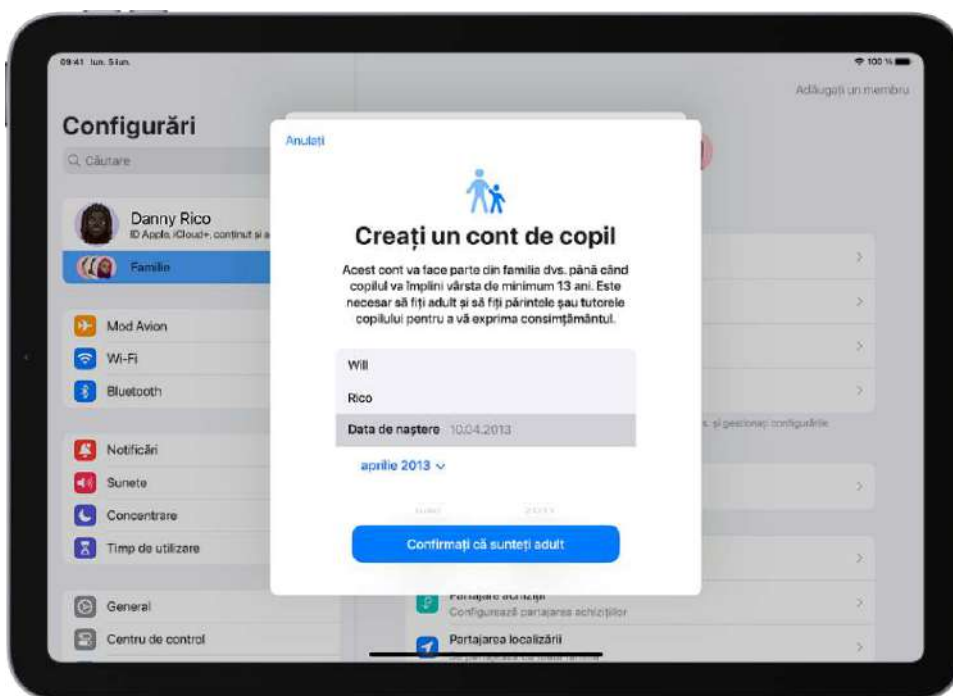 09:41 lun. 5 iun.
100 %
Adăugați un membru
Configurări
Căutare
Danny Rico
ID Apple, iCloud+, conținut și a
Familie
Mod Avion
Wi-Fi
Bluetooth
Notificări
Sunete
Concentrare
Timp de utilizare
General
Centru de control
Anulați
Creați un cont de copil
Acest cont va face parte din familia dvs. până când
copilul va împlini vârsta de minimum 13 ani. Este
necesar să fiți adult și să fiți părintele sau tutorele
copilului pentru a vă exprima consimțământul.
Will
Rico
Data de naștere 10.04.2013
aprilie 2013
Confirmați că sunteți adult
și gestionați configurările
Partajare achiziții
Configurează partajarea achizițiilor
Partajarea localizării